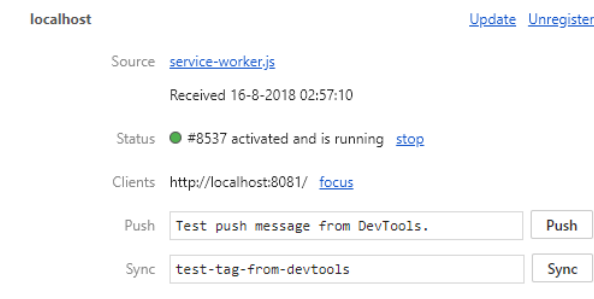 localhost Update Unregister
Source service-worker.js
Received 16-8-2018 02:57:10
Status #8537 activated and is running stop
Clients http://localhost:8081/ focus
Push Test push message from DevTools. Push
Sync test-tag-from-devtools Sync